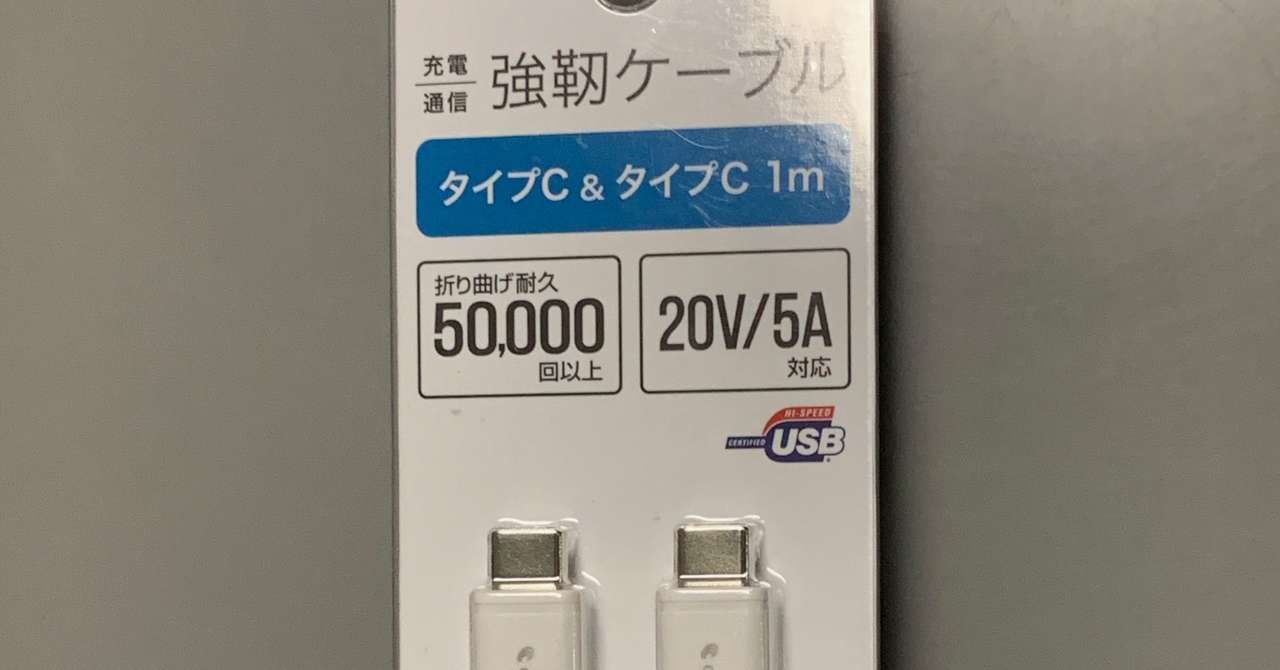 充電
通信
強靭ケーブル
タイプC & タイプC 1m
折り曲げ耐久
50,000
回以上
20V/5A
対応
HI-SPEED
CERTIFIED
USB